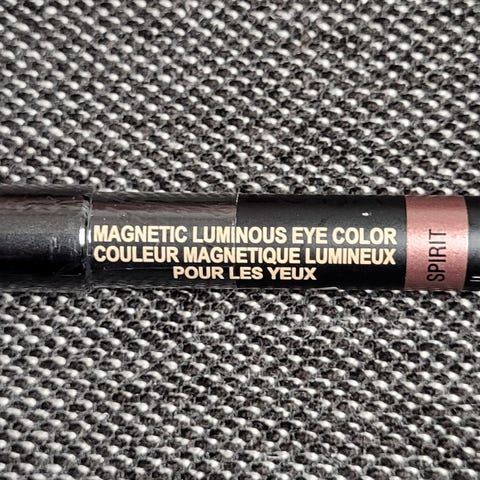 MAGNETIC LUMINOUS EYE COLOR
COULEUR MAGNETIQUE LUMINEUX
POUR LES YEUX
SPIRIT